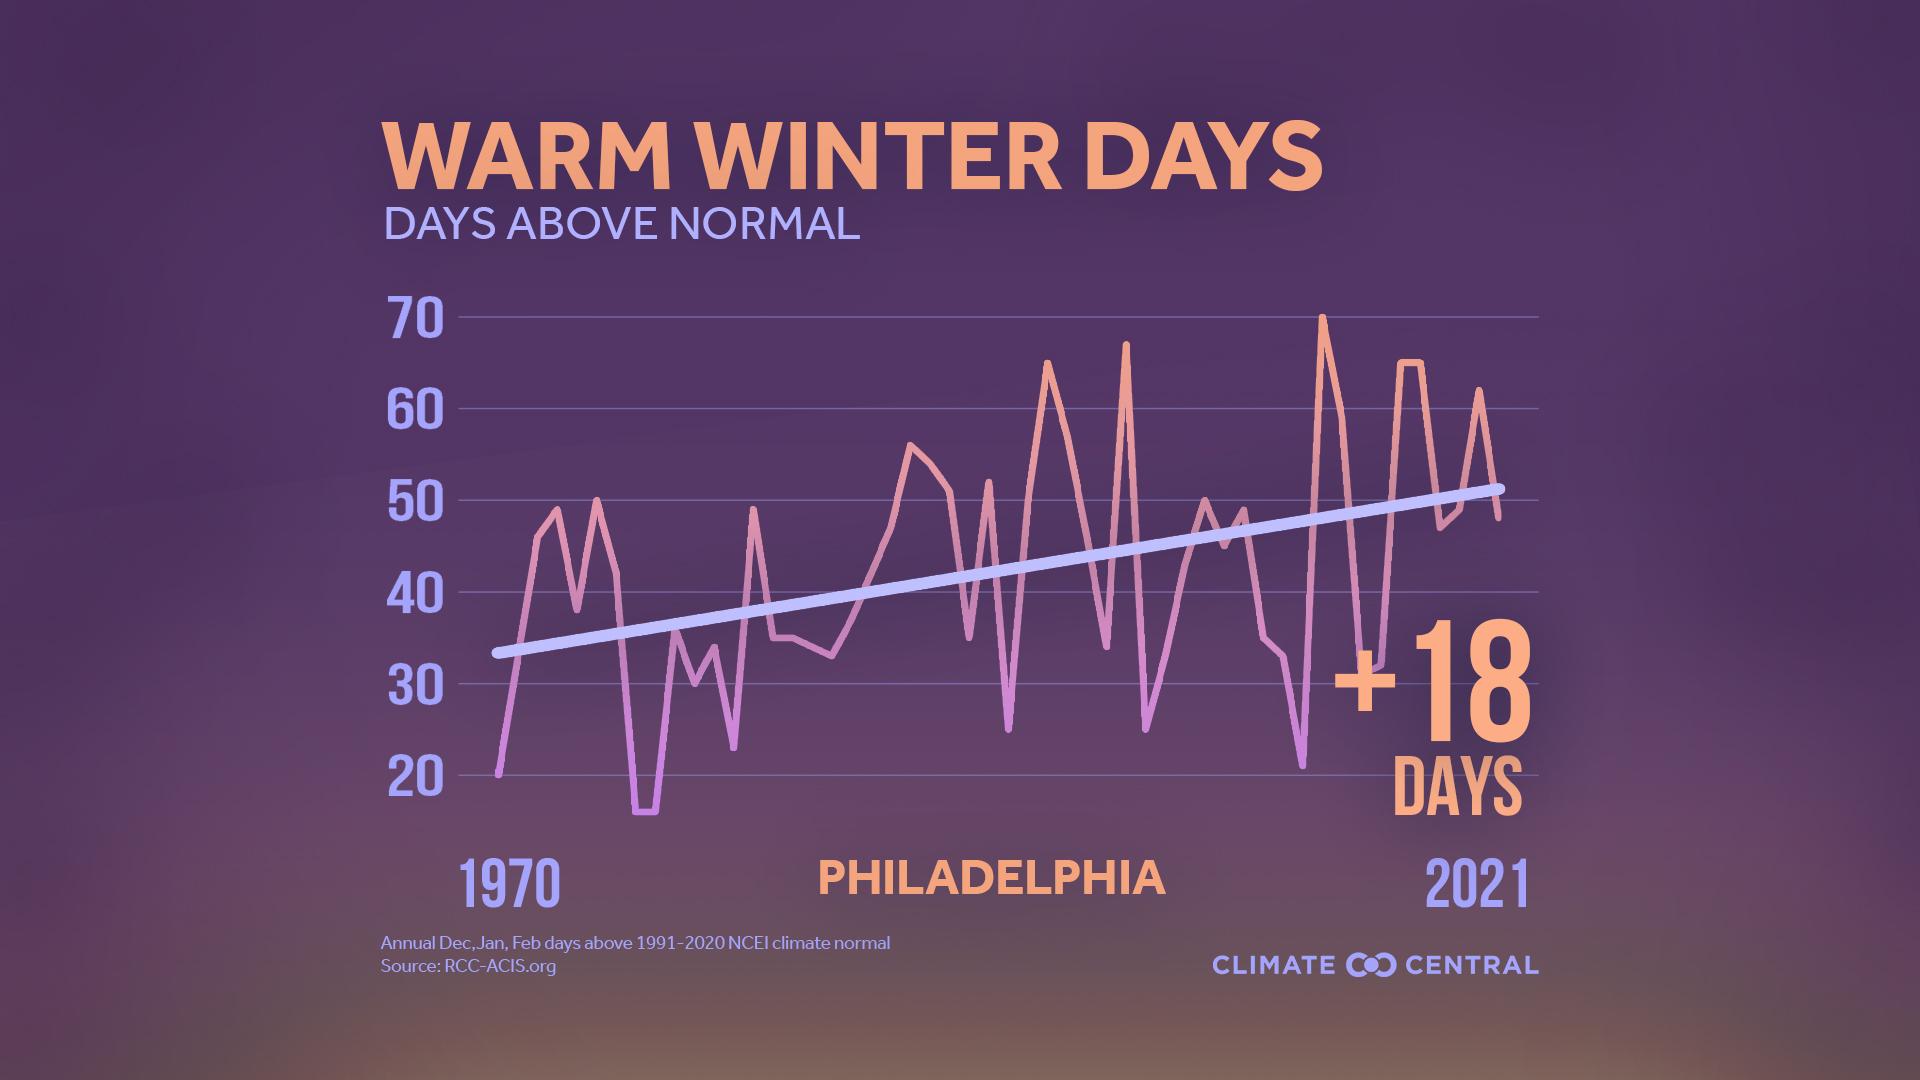 WARM WINTER DAYS
DAYS ABOVE NORMAL
70
60
50
40
30
20
+18
DAYS
1970
PHILADELPHIA
2021
Annual Dec,Jan, Feb days above 1991-2020 NCEI climate normal
Source: RCC-ACIS.org
CLIMATE CENTRAL